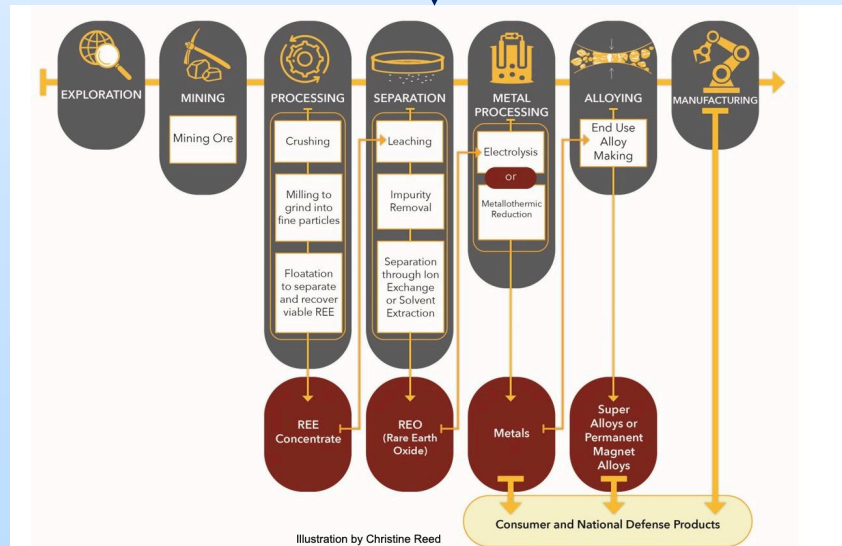 EXPLORATION
MINING
Mining Ore
PROCESSING
Crushing
Milling to
grind into
fine particles
Floatation
to separate
and recover
viable REE
REE
Concentrate
SEPARATION
Leaching
Impurity
Removal
Separation
through Ion
Exchange
or Solvent
Extraction
REO
(Rare Earth
Oxide)
METAL
PROCESSING
Electrolysis
or
Metallothermic
Reduction
Metals
ALLOYING
End Use
Alloy
Making
Super
Alloys or
Permanent
Magnet
Alloys
MANUFACTURING
Consumer and National Defense Products
Illustration by Christine Reed